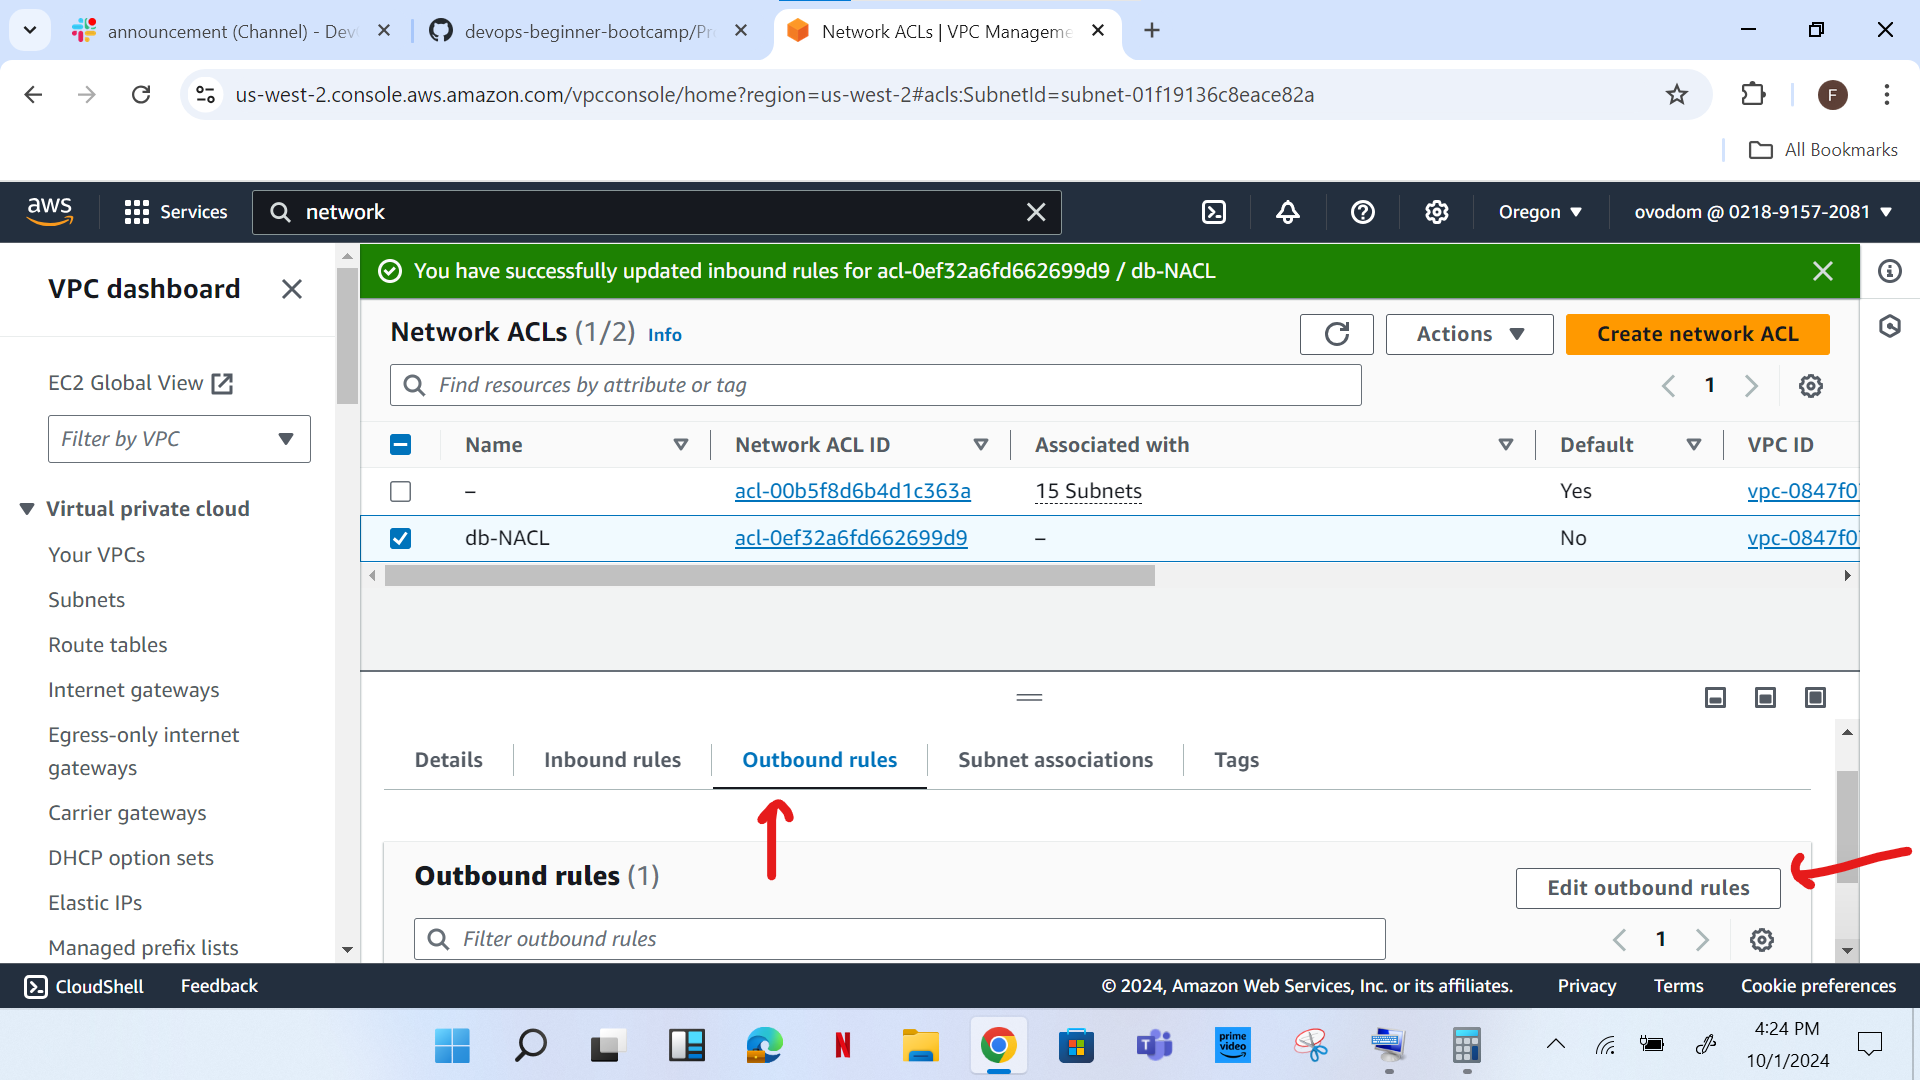 announcement (Channel) - Dev
devops-beginner-bootcamp/Pr
Network ACLs | VPC Manageme
us-west-2.console.aws.amazon.com/vpcconsole/home?region=us-west-2#acls:SubnetId=subnet-01f19136c8eace82a
F
All Bookmarks
aws
Services
network
Oregon
ovodom @ 0218-9157-2081
VPC dashboard
EC2 Global View
Filter by VPC
Virtual private cloud
Your VPCs
Subnets
Route tables
Internet gateways
Egress-only internet
gateways
Carrier gateways
DHCP option sets
Elastic IPs
Managed prefix lists
You have successfully updated inbound rules for acl-0ef32a6fd662699d9 / db-NACL
Network ACLs (1/2) Info
Actions
Create network ACL
Find resources by attribute or tag
1
Name Network ACL ID Associated with Default VPC ID
– acl-00b5f8d6b4d1c363a 15 Subnets Yes vpc-0847f0
db-NACL acl-0ef32a6fd662699d9 – No vpc-0847f0
Details Inbound rules Outbound rules Subnet associations Tags
Outbound rules (1)
Edit outbound rules
Filter outbound rules
1
CloudShell Feedback © 2024, Amazon Web Services, Inc. or its affiliates. Privacy Terms Cookie preferences
N
T
prime
video
4:24 PM
10/1/2024